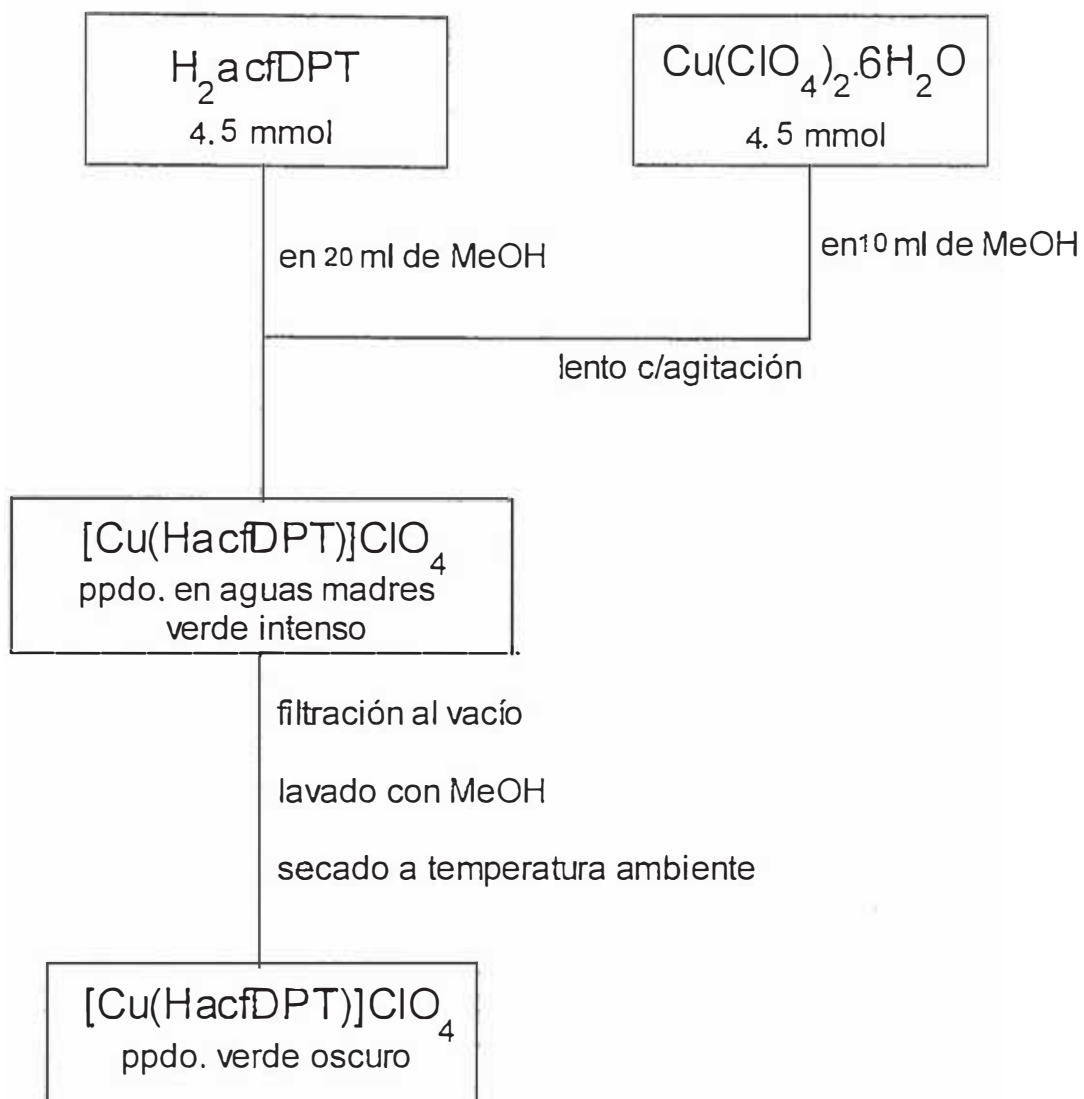 H₂acfDPT
4.5 mmol
Cu(ClO₄)₂.6H₂O
4.5 mmol
en 20 ml de MeOH
en10 ml de MeOH
lento c/agitación
[Cu(HacfDPT)]ClO₄
ppdo. en aguas madres
verde intenso
filtración al vacío
lavado con MeOH
secado a temperatura ambiente
[Cu(HacfDPT)]ClO₄
ppdo. verde oscuro